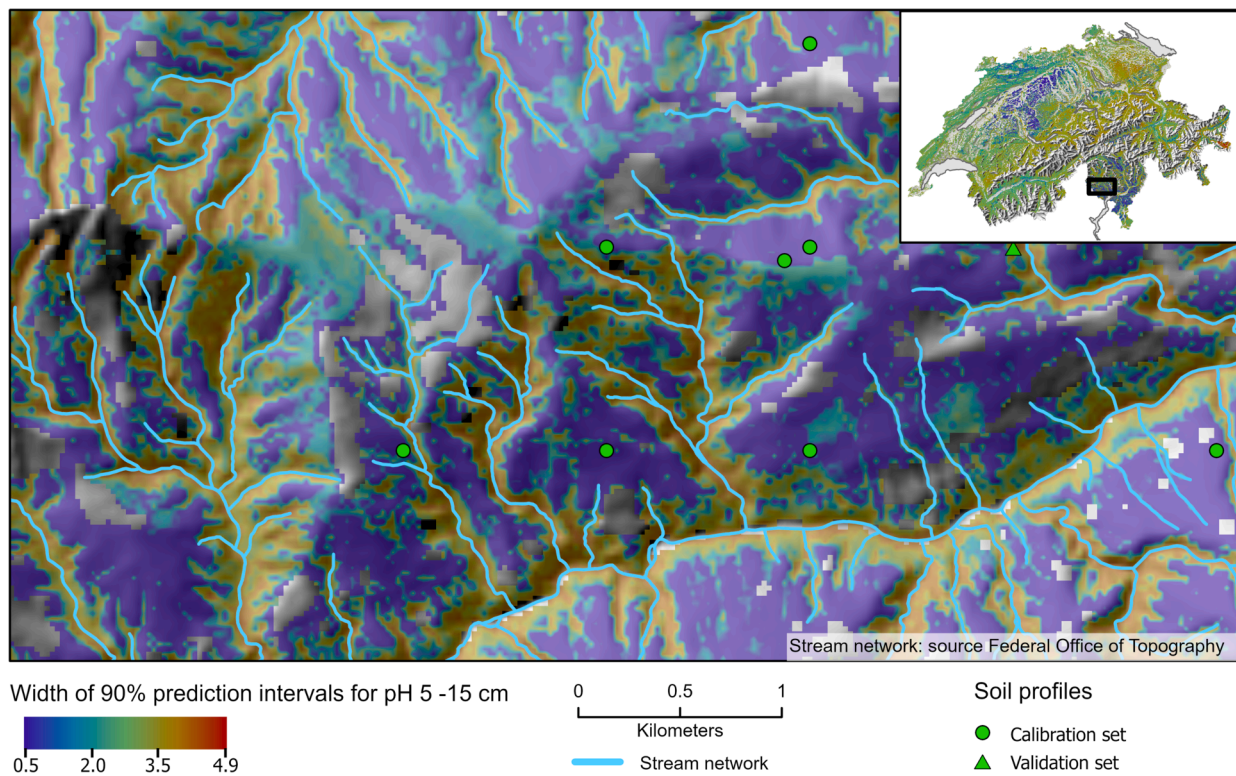 Stream network: source Federal Office of Topography
Width of 90% prediction intervals for pH 5 -15 cm
0.5 2.0 3.5 4.9
0 0.5 1
Kilometers
Stream network
Soil profiles
Calibration set
Validation set